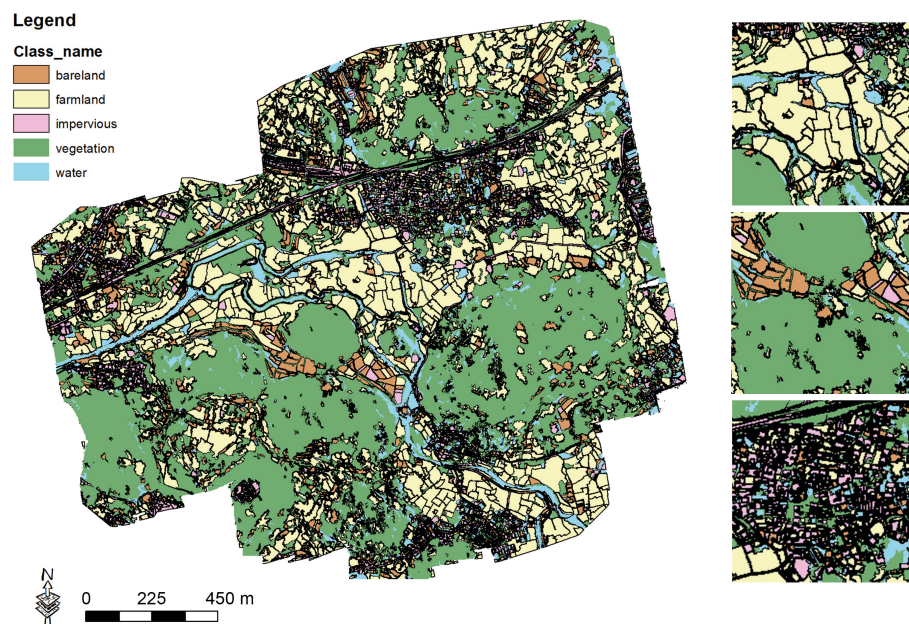 Legend
Class_name
bareland
farmland
impervious
vegetation
water
N
0 225 450 m